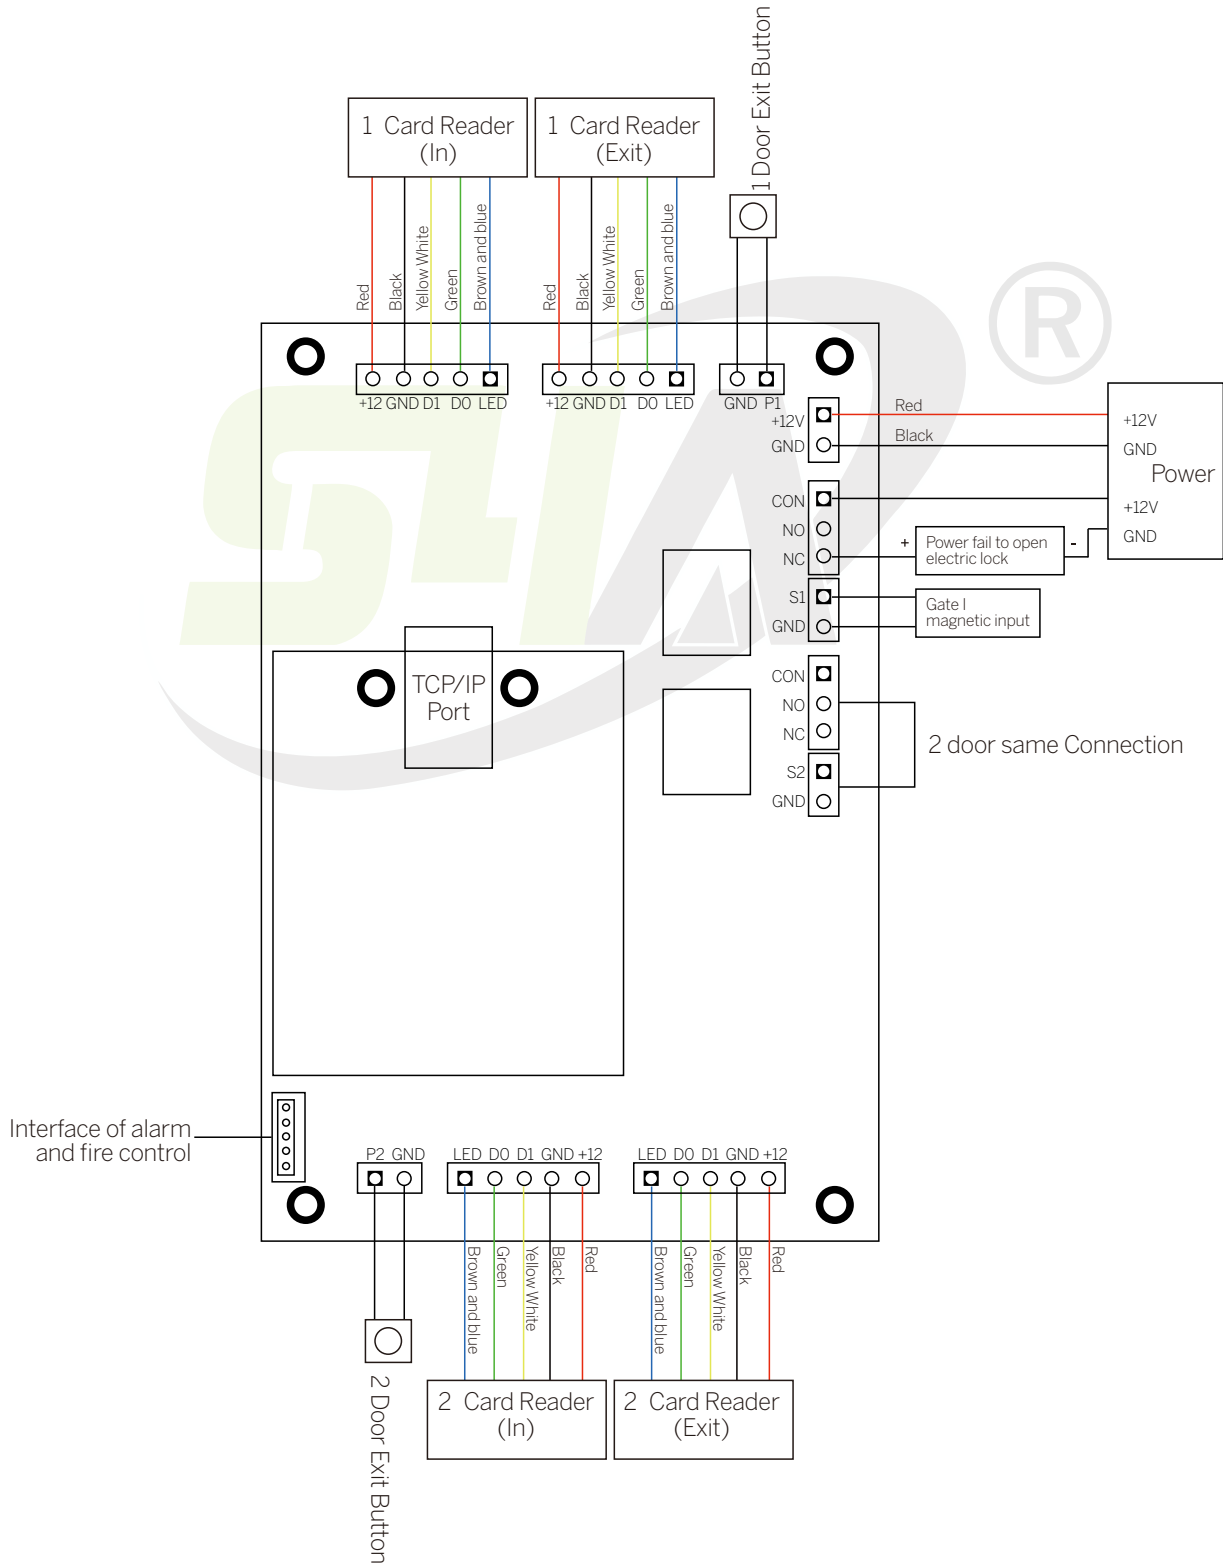 1 Door Exit Button
1 Card Reader
(In)
1 Card Reader
(Exit)
Red
Black
Yellow White
Green
Brown and blue
Red
Black
Yellow White
Green
Brown and blue
®
+12 GND D1 D0 LED
+12 GND D1 D0 LED
GND P1
+12V
GND
Red
Black
+12V
GND
Power
+12V
GND
CON
NO
NC
+
Power fail to open
electric lock
-
S1
GND
Gate I
magnetic input
S4A
TCP/IP
Port
CON
NO
NC
S2
GND
2 door same Connection
Interface of alarm
and fire control
P2 GND
LED D0 D1 GND +12
LED D0 D1 GND +12
Brown and blue
Green
Yellow White
Black
Red
Brown and blue
Green
Yellow White
Black
Red
2 Door Exit Button
2 Card Reader
(In)
2 Card Reader
(Exit)